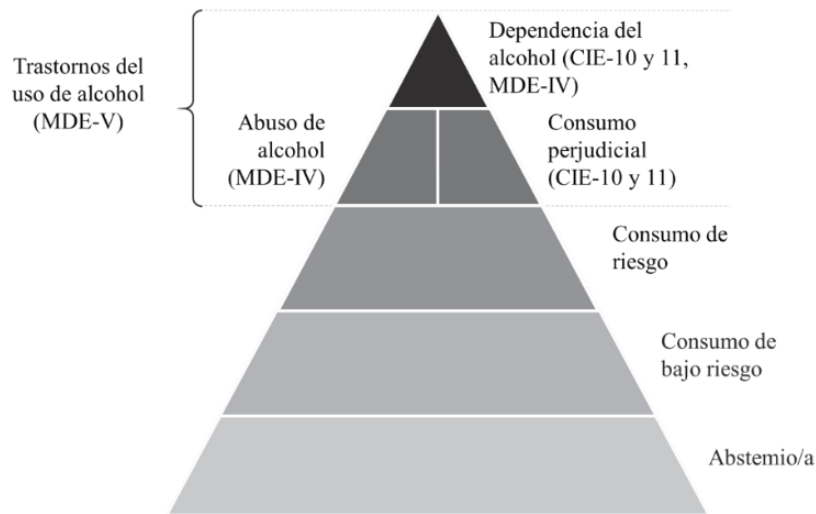 Dependencia del
alcohol (CIE-10 y 11,
MDE-IV)
Trastornos del
uso de alcohol
(MDE-V)
Abuso de
alcohol
(MDE-IV)
Consumo
perjudicial
(CIE-10 y 11)
Consumo de
riesgo
Consumo de
bajo riesgo
Abstemio/a